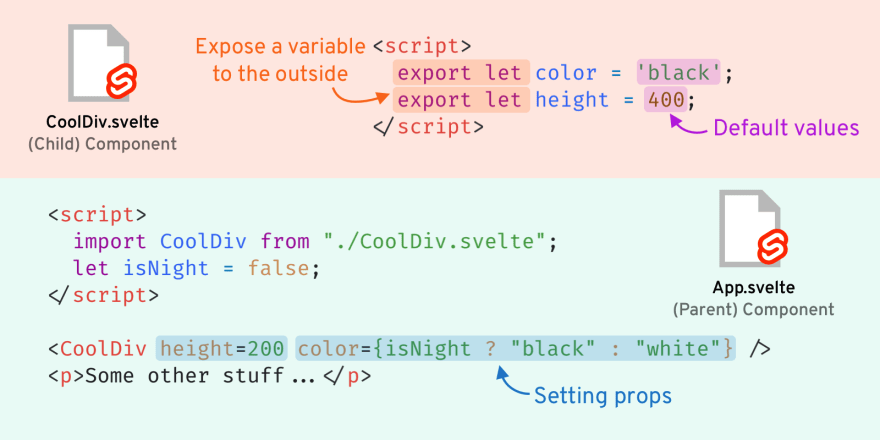 CoolDiv.svelte
(Child) Component
Expose a variable
to the outside
<script>
export let color = 'black';
export let height = 400;
</script>
Default values
<script>
import CoolDiv from "./CoolDiv.svelte";
let isNight = false;
</script>
App.svelte
(Parent) Component
<CoolDiv height=200 color={isNight ? "black" : "white"} />
<p>Some other stuff...</p>
Setting props